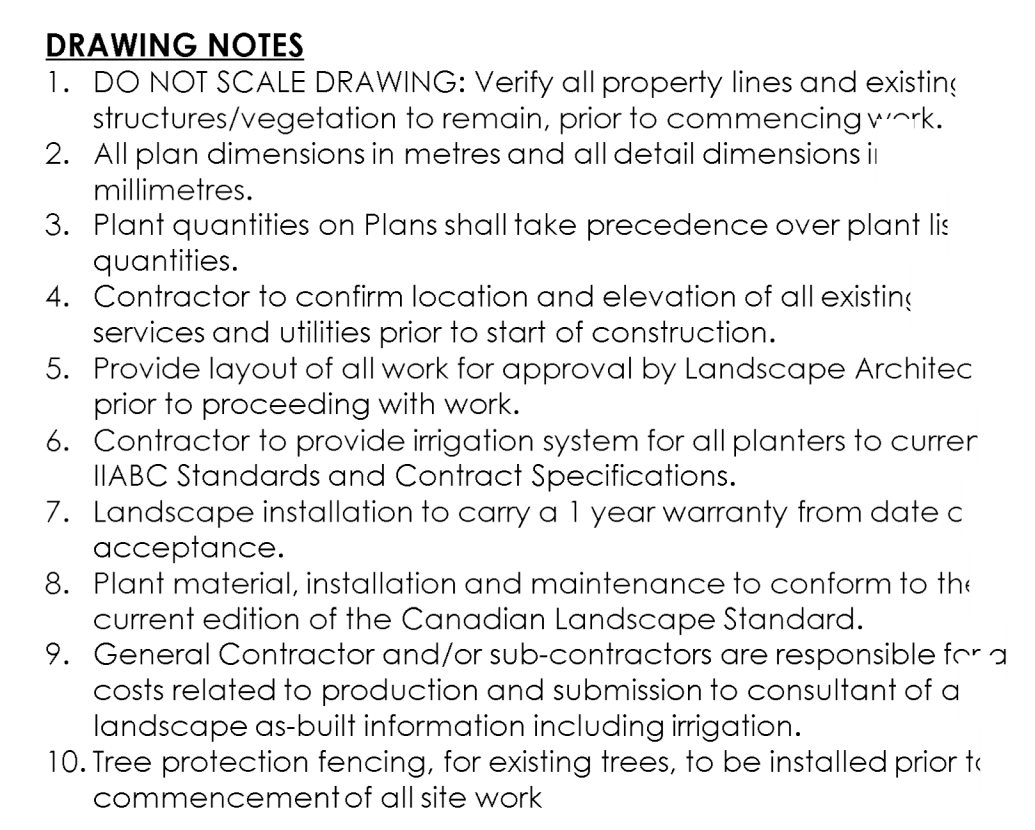 DRAWING NOTES
1. DO NOT SCALE DRAWING: Verify all property lines and existing
structures/vegetation to remain, prior to commencing work.
2. All plan dimensions in metres and all detail dimensions in
millimetres.
3. Plant quantities on Plans shall take precedence over plant lis
quantities.
4. Contractor to confirm location and elevation of all existing
services and utilities prior to start of construction.
5. Provide layout of all work for approval by Landscape Architec
prior to proceeding with work.
6. Contractor to provide irrigation system for all planters to curren
IIABC Standards and Contract Specifications.
7. Landscape installation to carry a 1 year warranty from date
acceptance.
8. Plant material, installation and maintenance to conform to the
current edition of the Canadian Landscape Standard.
9. General Contractor and/or sub-contractors are responsible for a
costs related to production and submission to consultant of a
landscape as-built information including irrigation.
10. Tree protection fencing, for existing trees, to be installed prior to
commencement of all site work